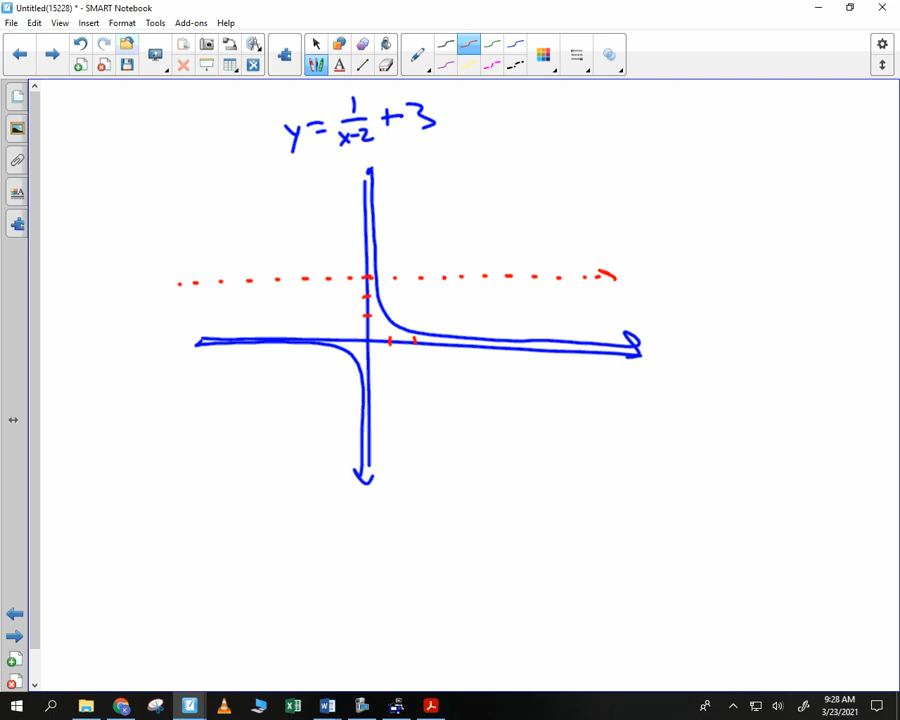 Untitled(15228) * - SMART Notebook
File Edit View Insert Format Tools Add-ons Help
y = 1/(x-2) + 3
9:28 AM
3/23/2021